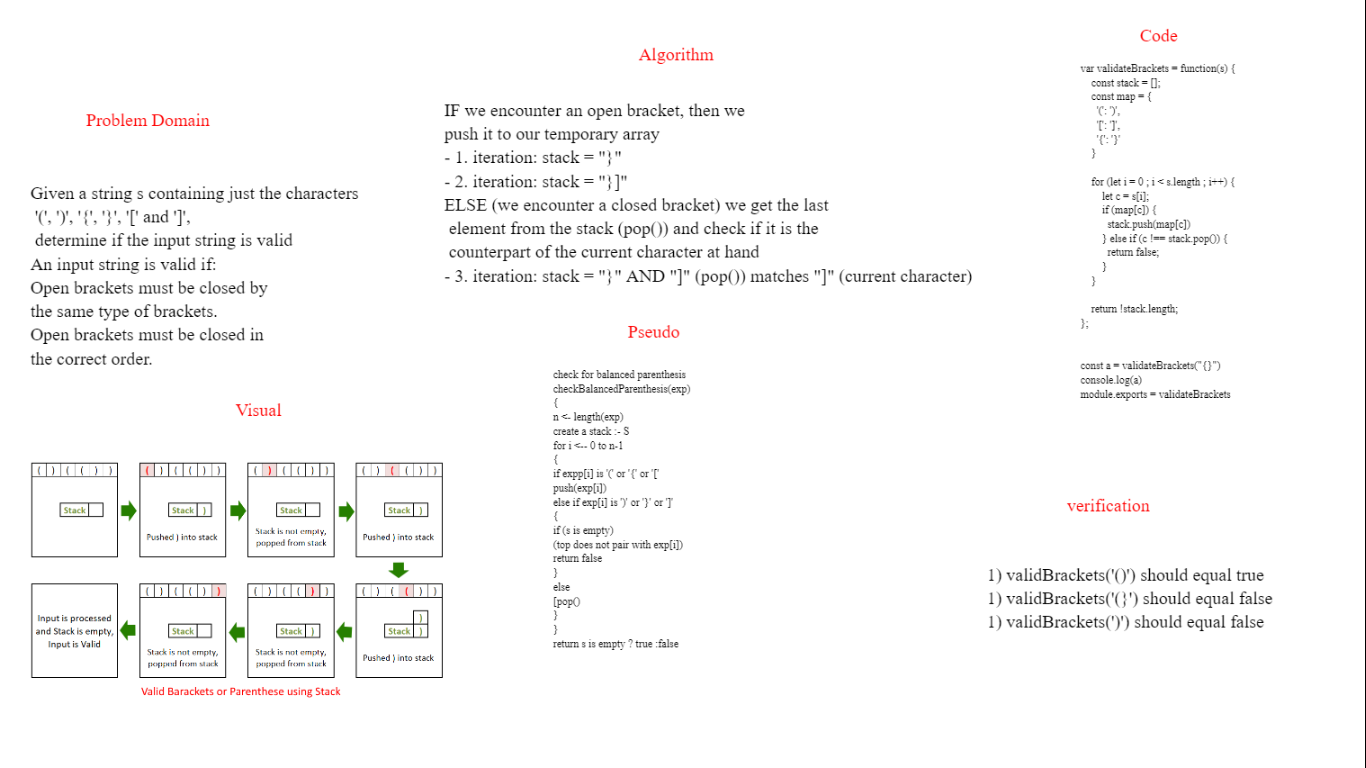 Problem Domain
Given a string s containing just the characters
'(', ')', '{', '}', '[' and ']',
determine if the input string is valid
An input string is valid if:
Open brackets must be closed by
the same type of brackets.
Open brackets must be closed in
the correct order.
Visual
( ) ( ( ) )
Stack
( ) ( ( ) )
Stack )
Pushed ) into stack
( ) ( ( ) )
Stack
Stack is not empty,
popped from stack
( ) ( ( ) )
Stack )
Pushed ) into stack
( ) ( ( ) )
)
Stack )
Pushed ) into stack
( ) ( ( ) )
Stack )
Stack is not empty,
popped from stack
( ) ( ( ) )
Stack
Stack is not empty,
popped from stack
Input is processed
and Stack is empty,
Input is Valid
Valid Barackets or Parenthese using Stack
Algorithm
IF we encounter an open bracket, then we
push it to our temporary array
- 1. iteration: stack = "}"
- 2. iteration: stack = "}]"
ELSE (we encounter a closed bracket) we get the last
element from the stack (pop()) and check if it is the
counterpart of the current character at hand
- 3. iteration: stack = "}" AND "]" (pop()) matches "]" (current character)
Pseudo
check for balanced parenthesis
checkBalancedParenthesis(exp)
{
n <- length(exp)
create a stack :- S
for i <-- 0 to n-1
{
if expp[i] is '(' or '{' or '['
push(exp[i])
else if exp[i] is ')' or '}' or ']'
{
if (s is empty)
(top does not pair with exp[i])
return false
}
else
[pop()
}
}
return s is empty ? true :false
Code
var validateBrackets = function(s) {
const stack = [];
const map = {
'(': ')',
'[': ']',
'{': '}'
}
for (let i = 0 ; i < s.length ; i++) {
let c = s[i];
if (map[c]) {
stack.push(map[c])
} else if (c !== stack.pop()) {
return false;
}
}
return !stack.length;
};
const a = validateBrackets("{}")
console.log(a)
module.exports = validateBrackets
verification
1) validBrackets('()') should equal true
1) validBrackets('(}') should equal false
1) validBrackets(')') should equal false